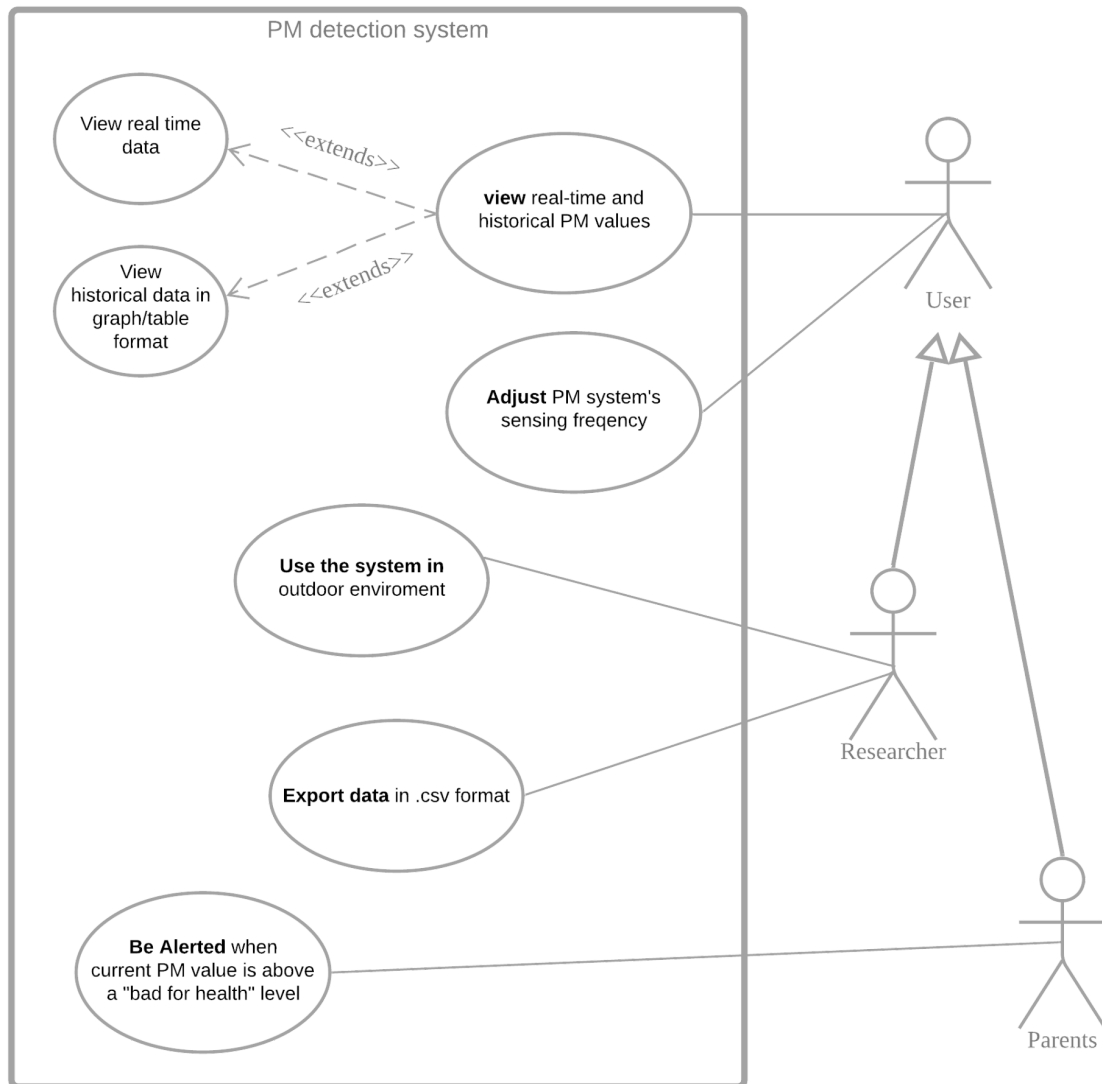 PM detection system
View real time
data
<<extends>>
view real-time and
historical PM values
User
View
historical data in
graph/table
format
<<extends>>
Adjust PM system's
sensing freqency
Use the system in
outdoor enviroment
Researcher
Export data in .csv format
Be Alerted when
current PM value is above
a "bad for health" level
Parents